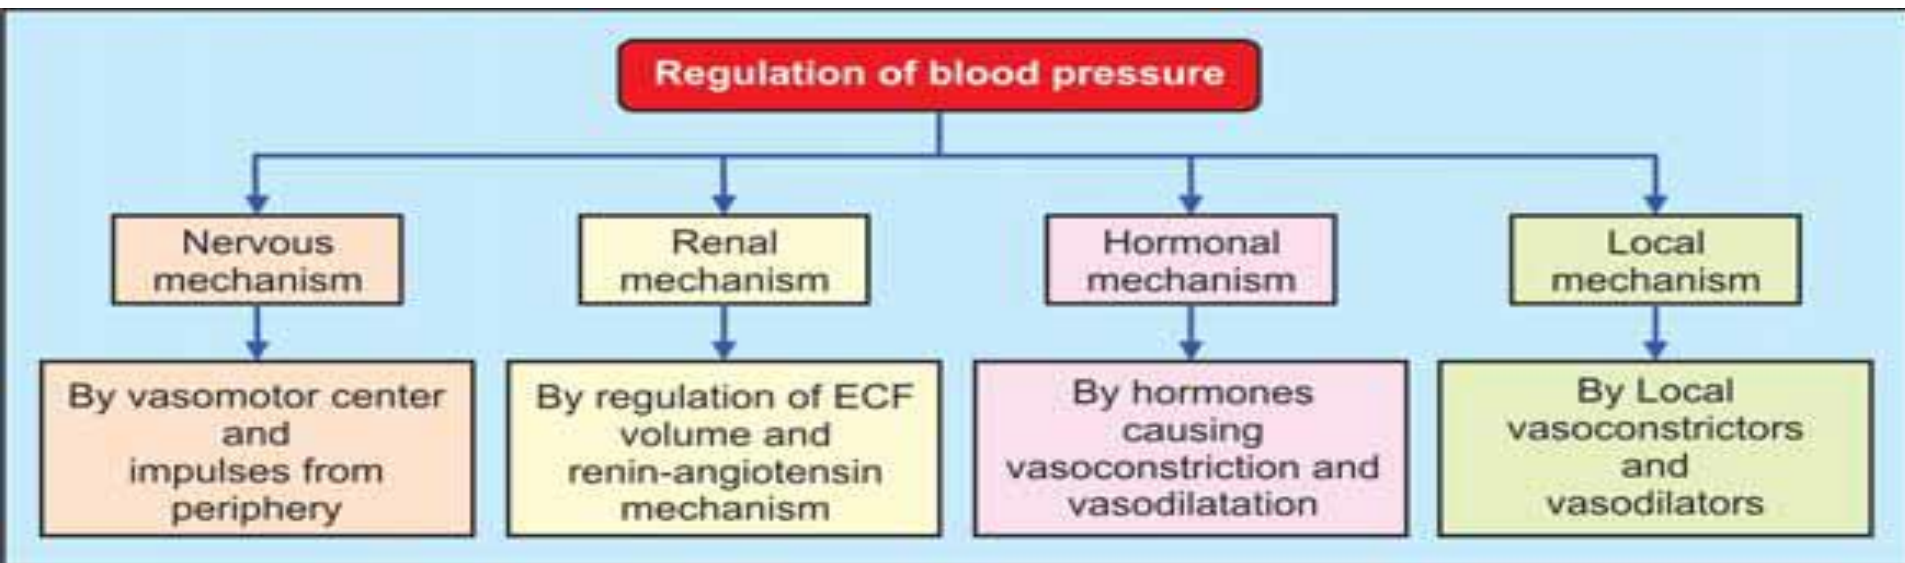 Regulation of blood pressure
Nervous
mechanism
Renal
mechanism
Hormonal
mechanism
Local
mechanism
By vasomotor center
and
impulses from
periphery
By regulation of ECF
volume and
renin-angiotensin
mechanism
By hormones
causing
vasoconstriction and
vasodilatation
By Local
vasoconstrictors
and
vasodilators